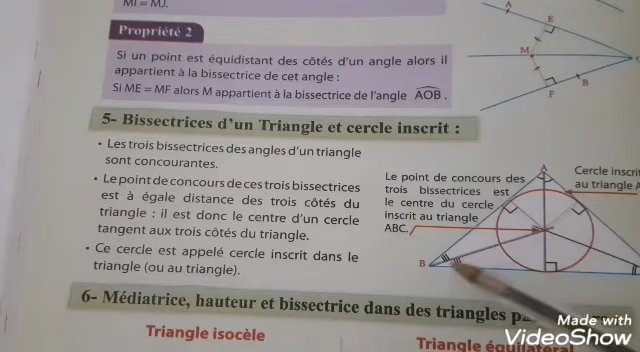 MI = MJ.
Propriété 2
Si un point est équidistant des côtés d'un angle alors il
appartient à la bissectrice de cet angle :
Si ME = MF alors M appartient à la bissectrice de l'angle AOB .
A
E
M
F
B
5- Bissectrices d'un Triangle et cercle inscrit :
• Les trois bissectrices des angles d'un triangle
sont concourantes.
• Le point de concours de ces trois bissectrices
est à égale distance des trois côtés du
triangle : il est donc le centre d'un cercle
tangent aux trois côtés du triangle.
• Ce cercle est appelé cercle inscrit dans le
triangle (ou au triangle).
Le point de concours des
trois bissectrices est
le centre du cercle
inscrit au triangle
ABC.
A
Cercle inscrit
au triangle A
B
6- Médiatrice, hauteur et bissectrice dans des triangles
Triangle isocèle
Triangle équilatéral
Made with
VideoShow